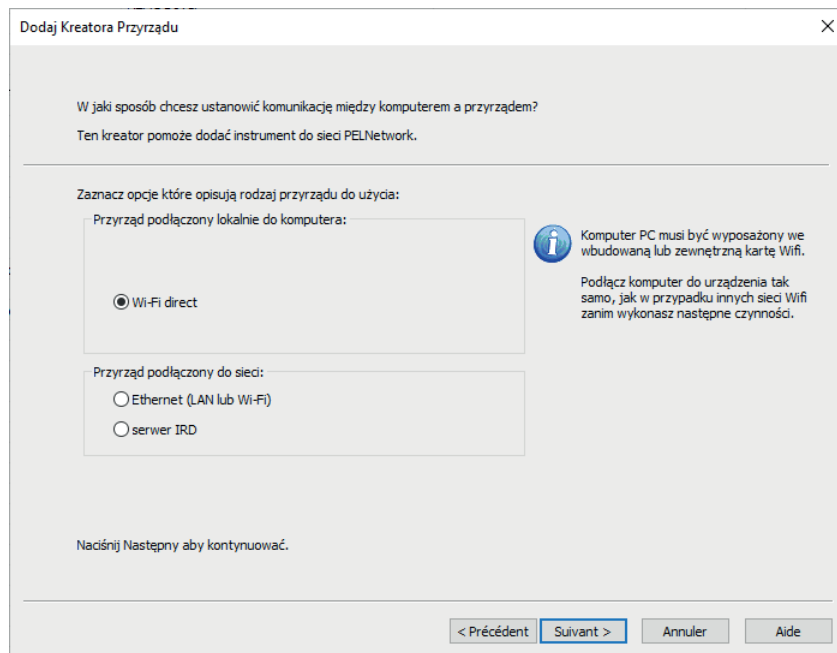 Dodaj Kreatora Przyrządu
W jaki sposób chcesz ustanowić komunikację między komputerem a przyrządem?
Ten kreator pomoże dodać instrument do sieci PELNetwork.
Zaznacz opcje które opisują rodzaj przyrządu do użycia:
Przyrząd podłączony lokalnie do komputera:
Wi-Fi direct
Komputer PC musi być wyposażony we
wbudowaną lub zewnętrzną kartę Wifi.
Podłącz komputer do urządzenia tak
samo, jak w przypadku innych sieci Wifi
zanim wykonasz następne czynności.
Przyrząd podłączony do sieci:
Ethernet (LAN lub Wi-Fi)
serwer IRD
Naciśnij Następny aby kontynuować.
< Précédent Suivant > Annuler Aide